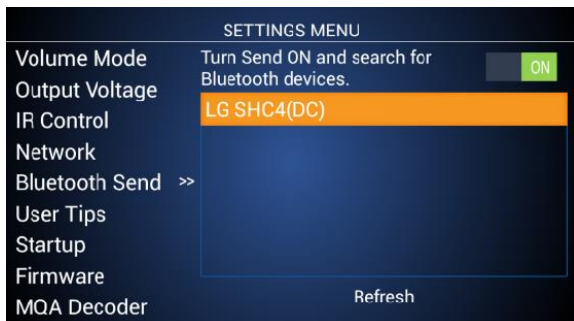 SETTINGS MENU
Volume Mode
Output Voltage
IR Control
Network
Bluetooth Send >>
User Tips
Startup
Firmware
MQA Decoder
Turn Send ON and search for
Bluetooth devices.
ON
LG SHC4(DC)
Refresh